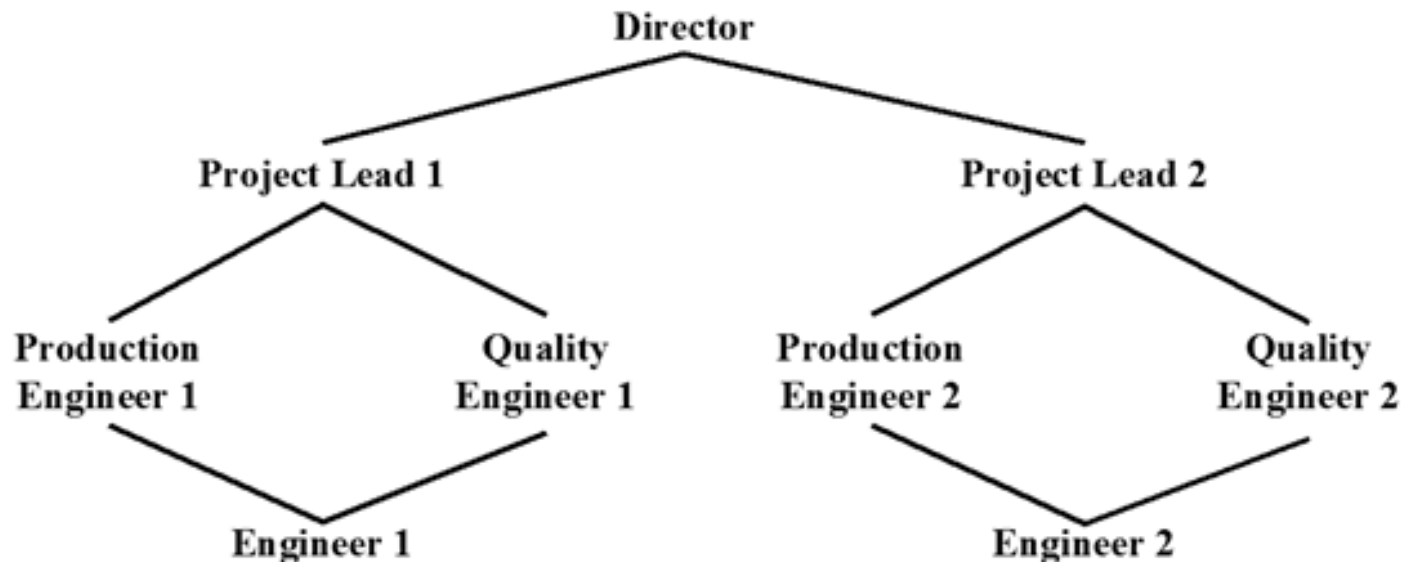 Director
Project Lead 1
Project Lead 2
Production
Engineer 1
Quality
Engineer 1
Production
Engineer 2
Quality
Engineer 2
Engineer 1
Engineer 2